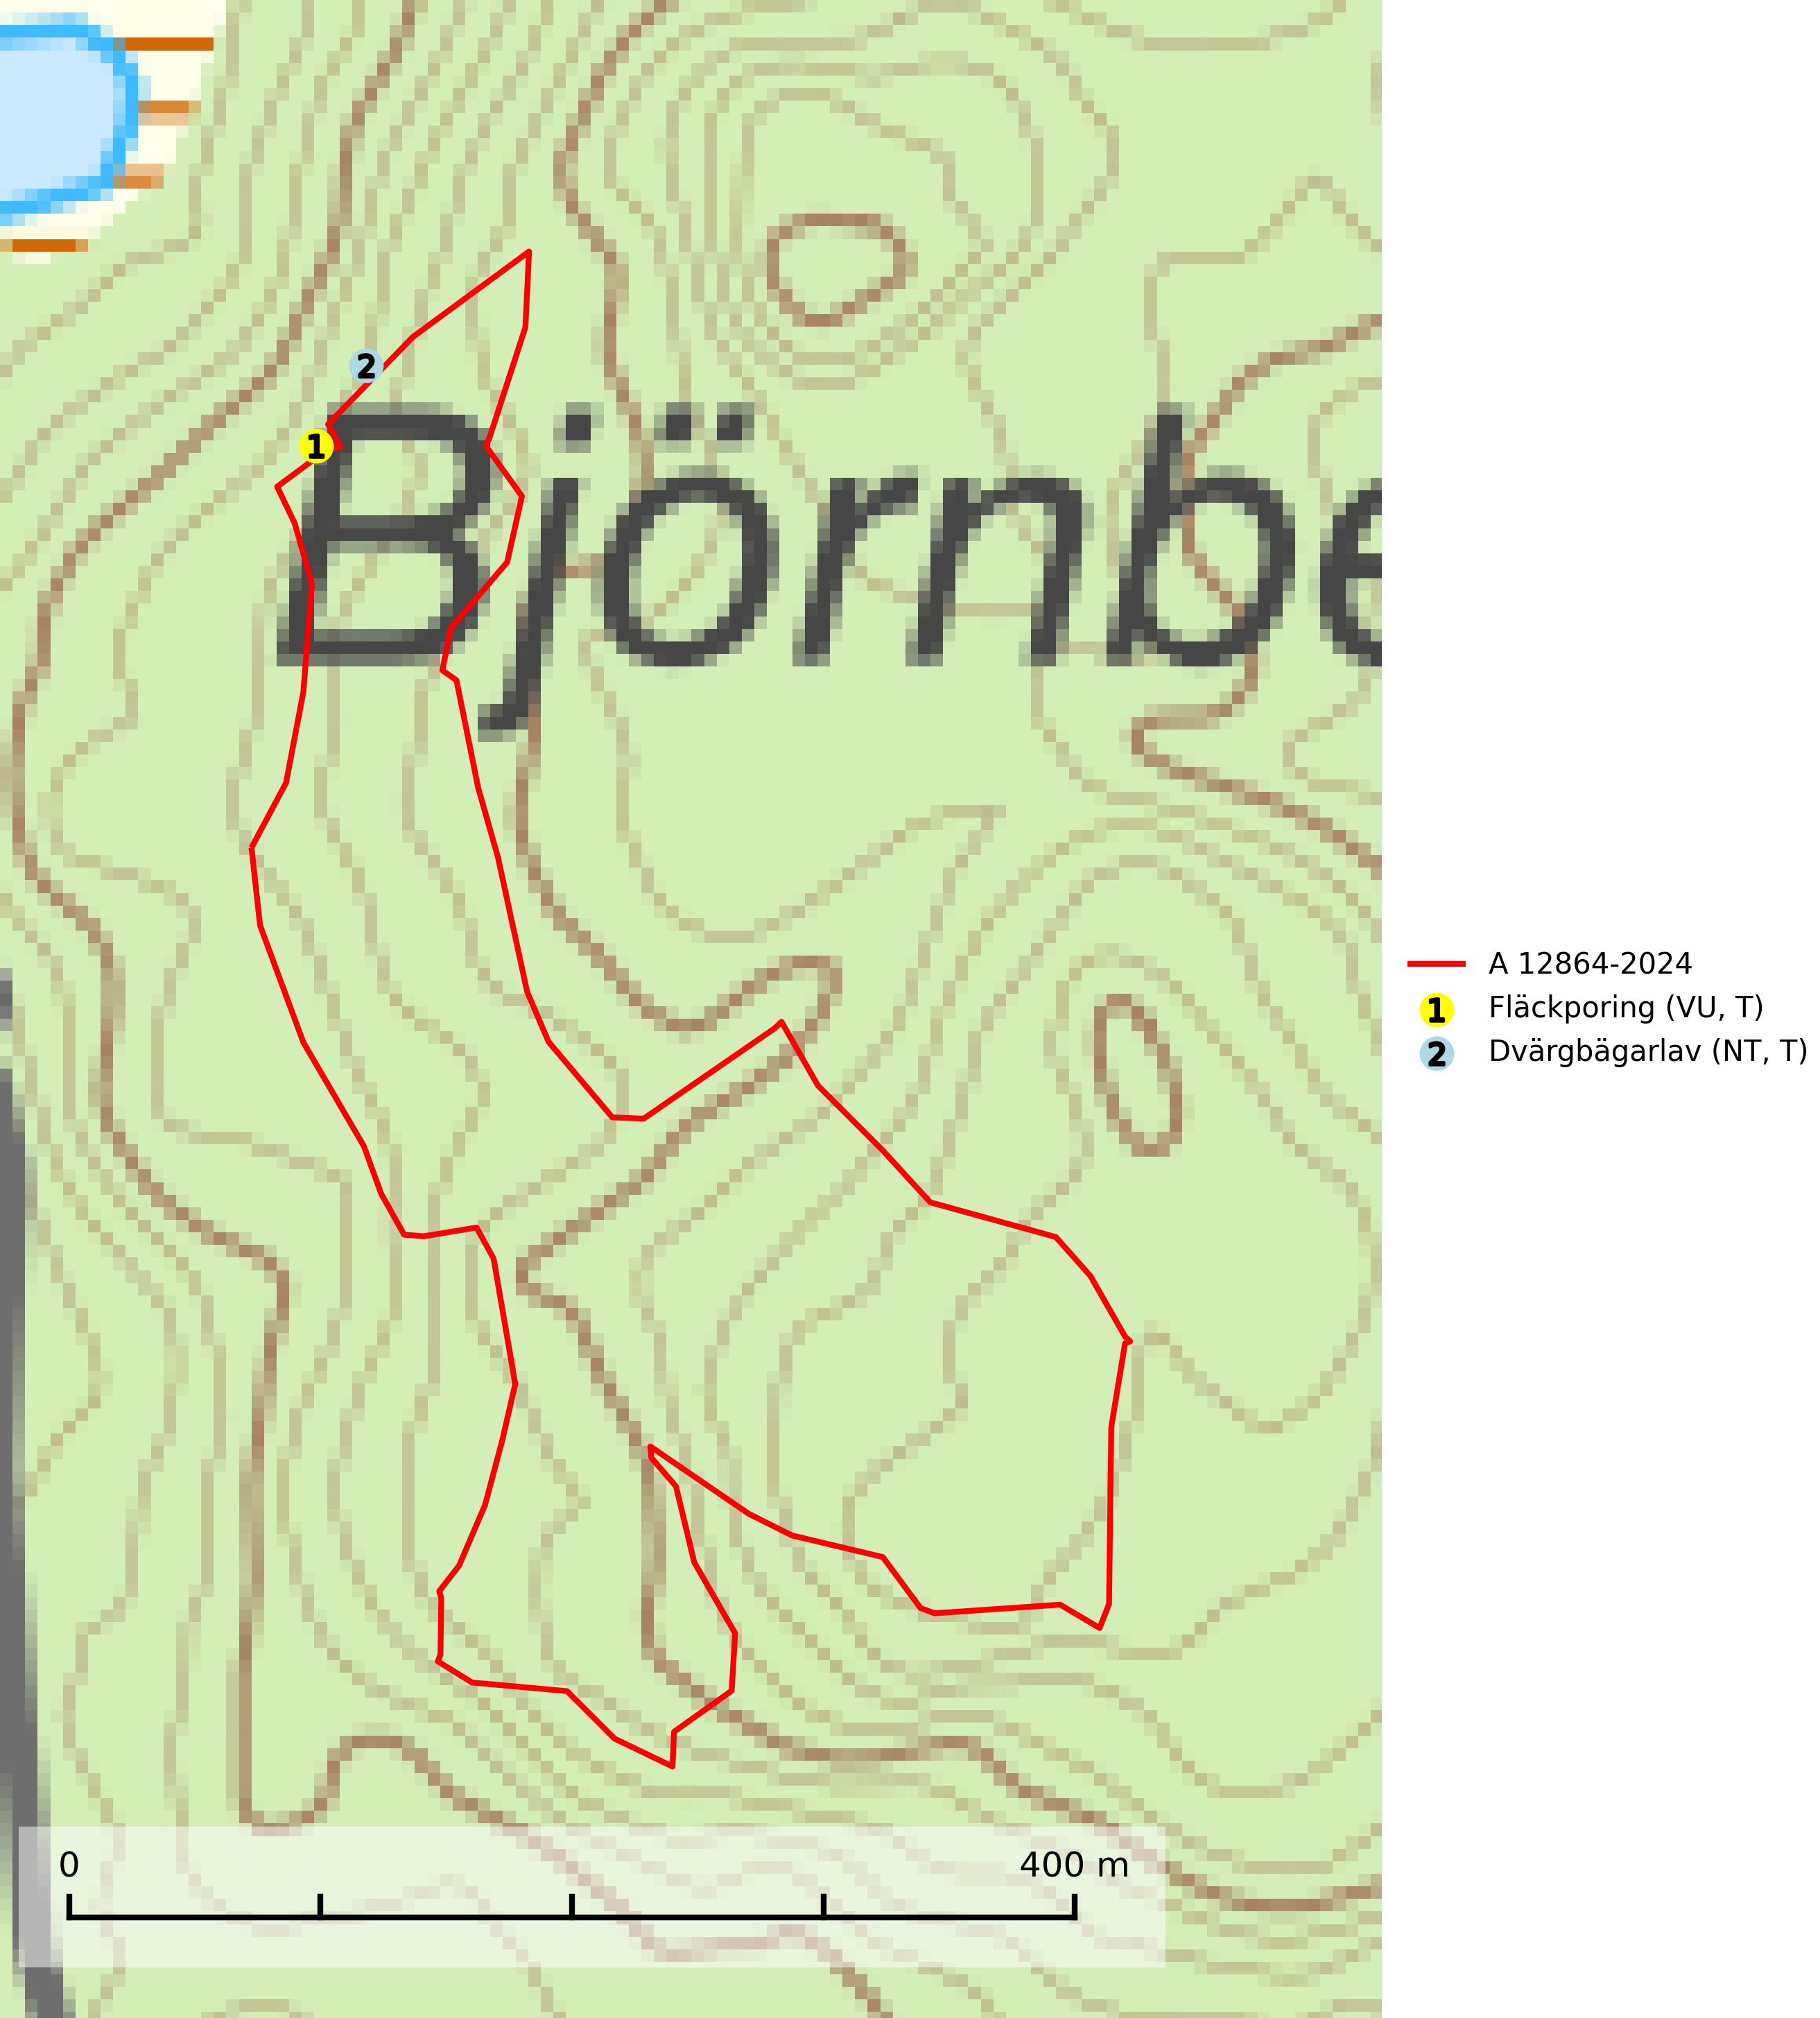 2
1
Björnbe
A 12864-2024
1 Fläckporing (VU, T)
2 Dvärgbägarlav (NT, T)
0 400 m